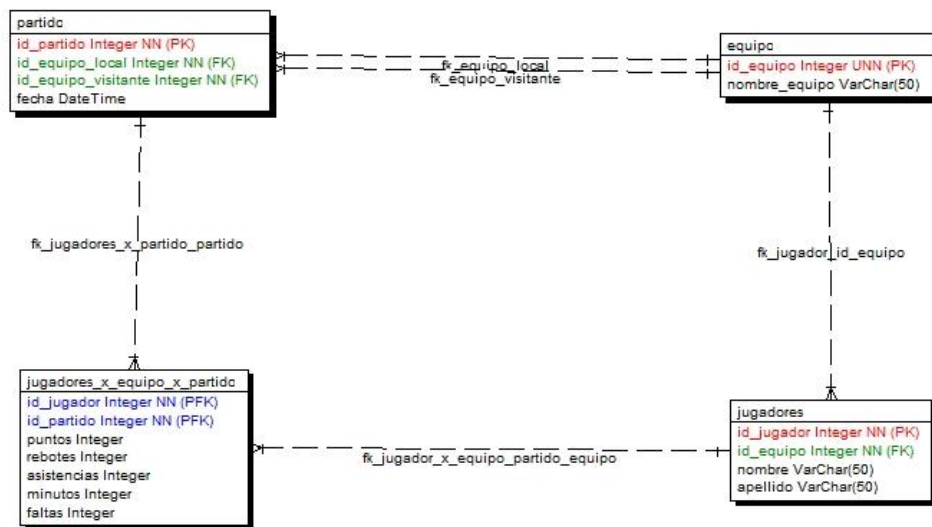 partido
id_partido Integer NN (PK)
id_equipo_local Integer NN (FK)
id_equipo_visitante Integer NN (FK)
fecha DateTime
fk_equipo_local
fk_equipo_visitante
equipo
id_equipo Integer UNN (PK)
nombre_equipo VarChar(50)
fk_jugadores_x_partido_partido
fk_jugador_id_equipo
jugadores_x_equipo_x_partido
id_jugador Integer NN (PFK)
id_partido Integer NN (PFK)
puntos Integer
rebotes Integer
asistencias Integer
minutos Integer
faltas Integer
fk_jugador_x_equipo_partido_equipo
jugadores
id_jugador Integer NN (PK)
id_equipo Integer NN (FK)
nombre VarChar(50)
apellido VarChar(50)